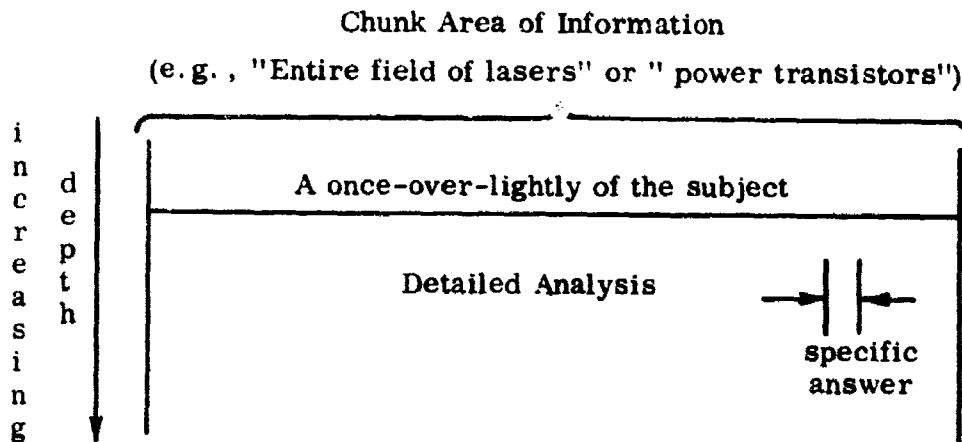 Chunk Area of Information
(e.g., "Entire field of lasers" or " power transistors")
increasing
depth
A once-over-lightly of the subject
Detailed Analysis
specific
answer